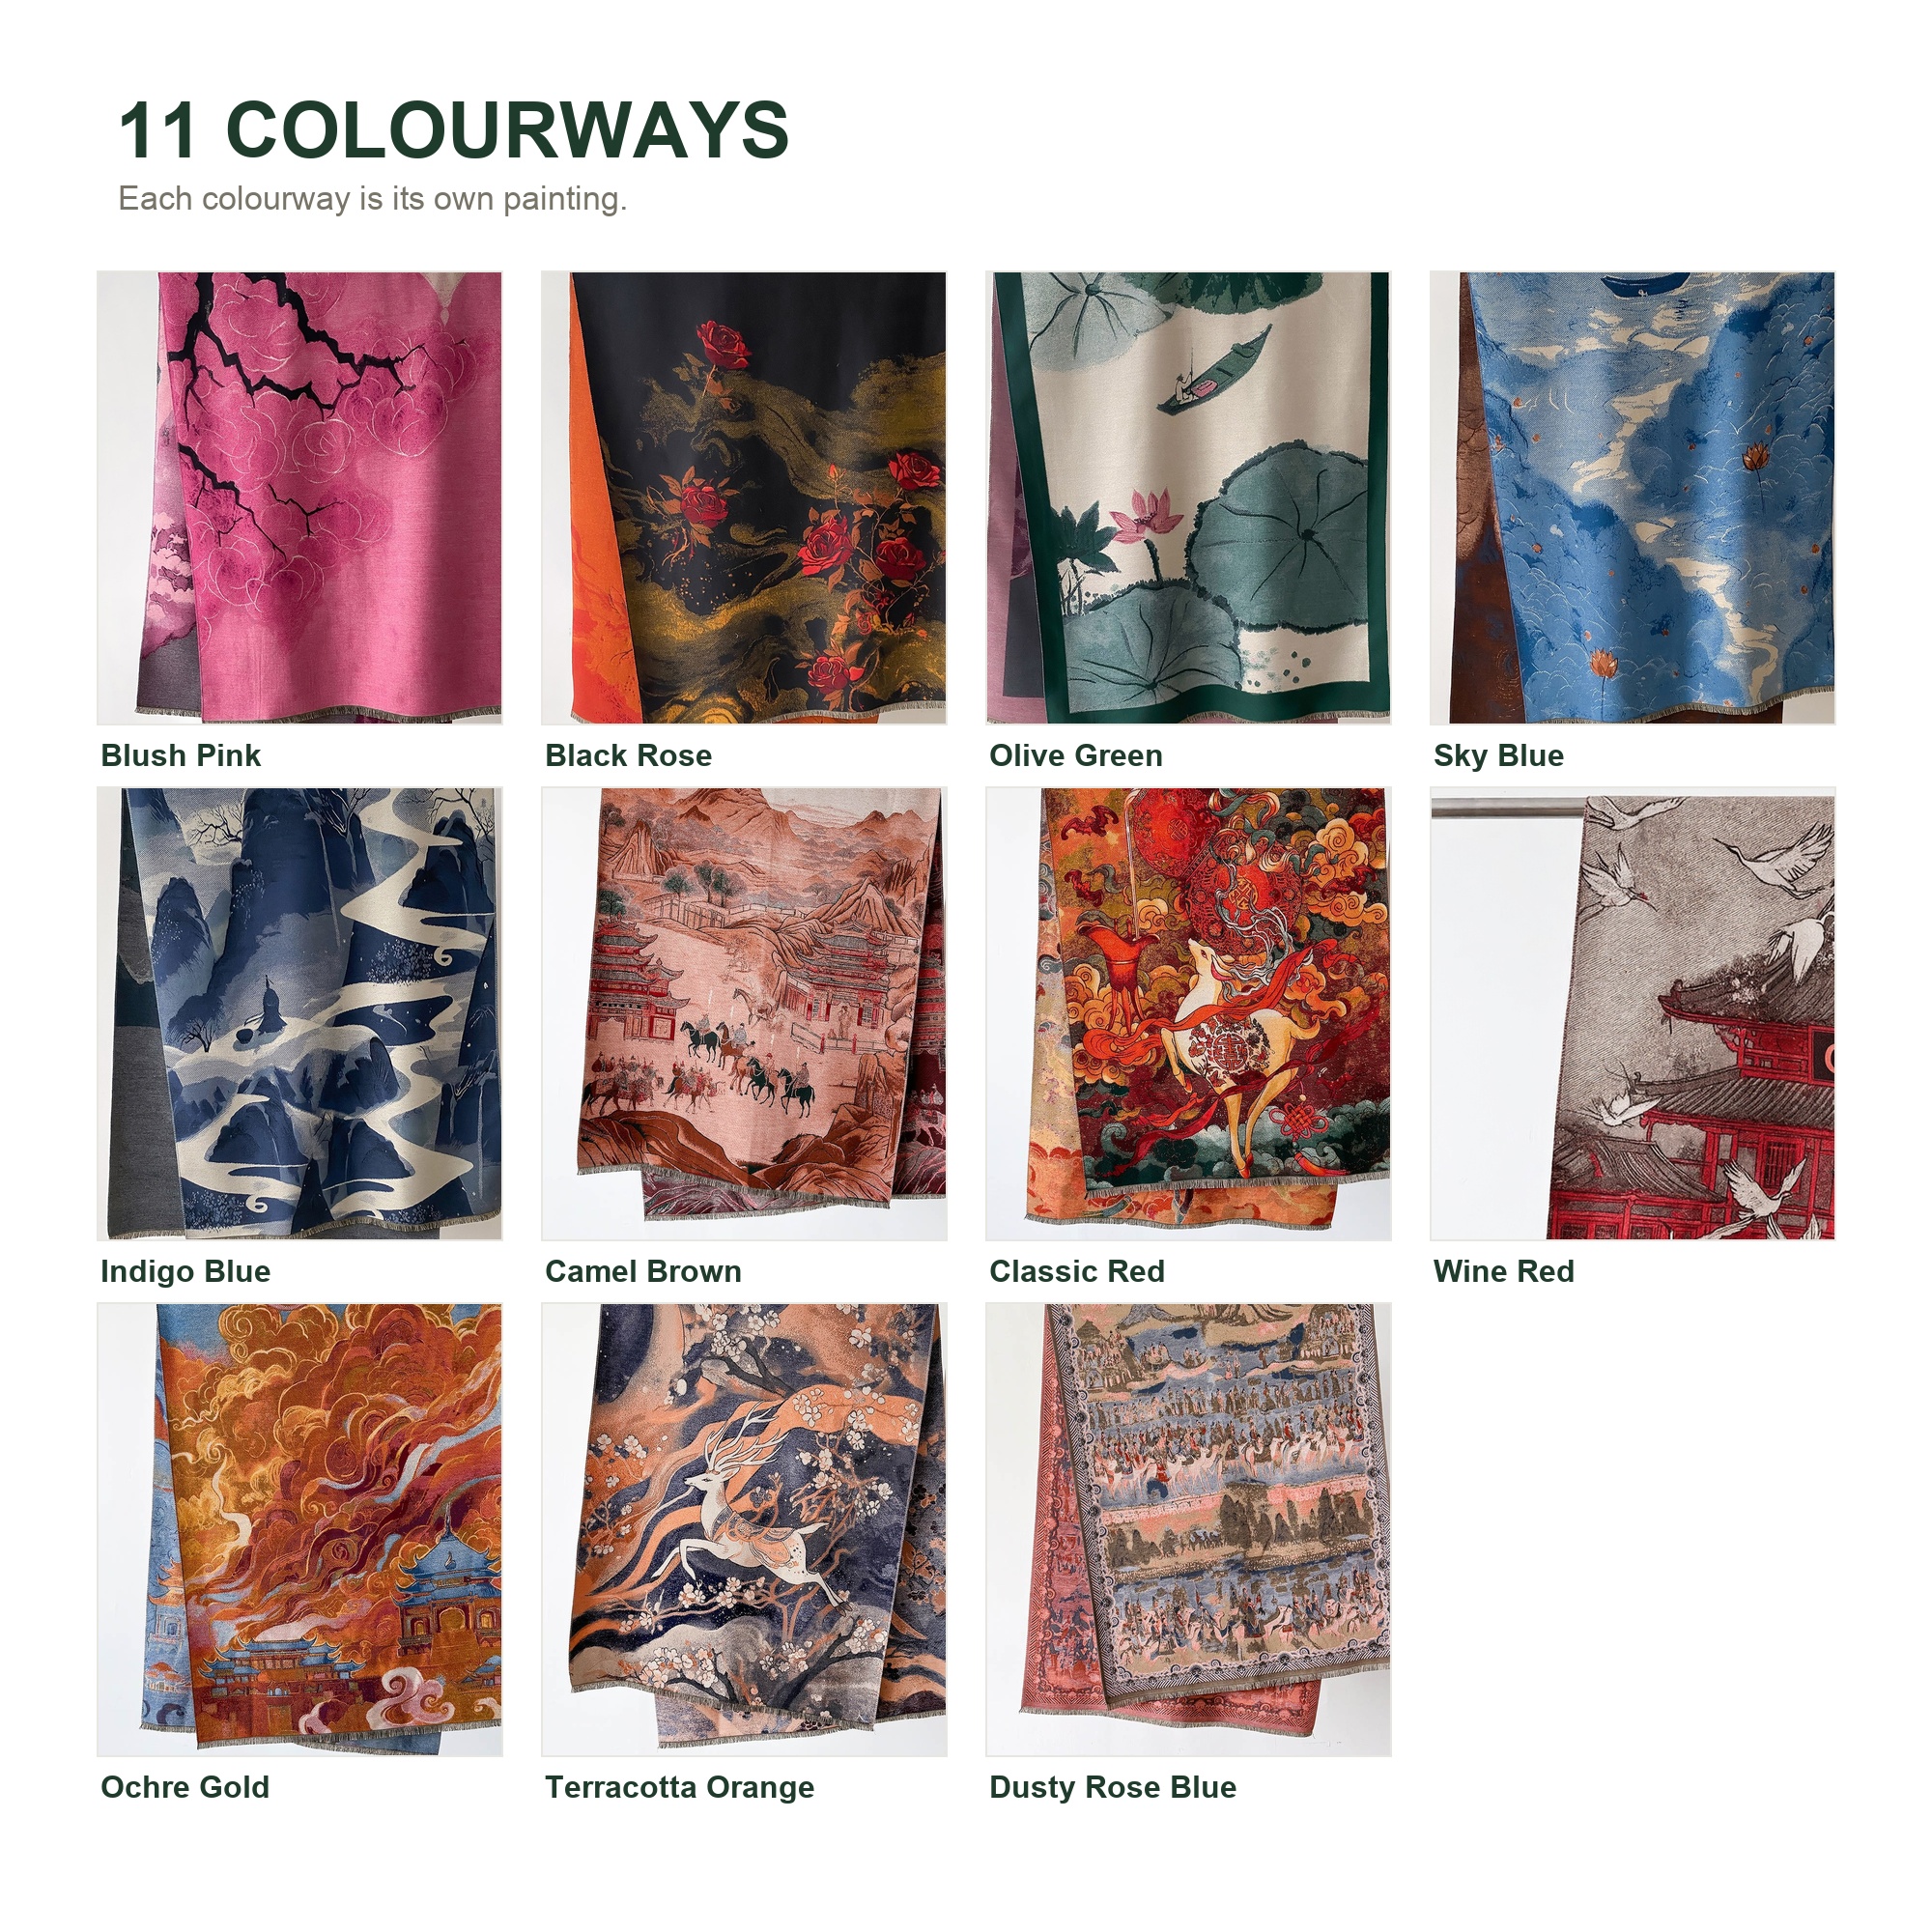 11 COLOURWAYS
Each colourway is its own painting.
Blush Pink
Black Rose
Olive Green
Sky Blue
Indigo Blue
Camel Brown
Classic Red
Wine Red
Ochre Gold
Terracotta Orange
Dusty Rose Blue